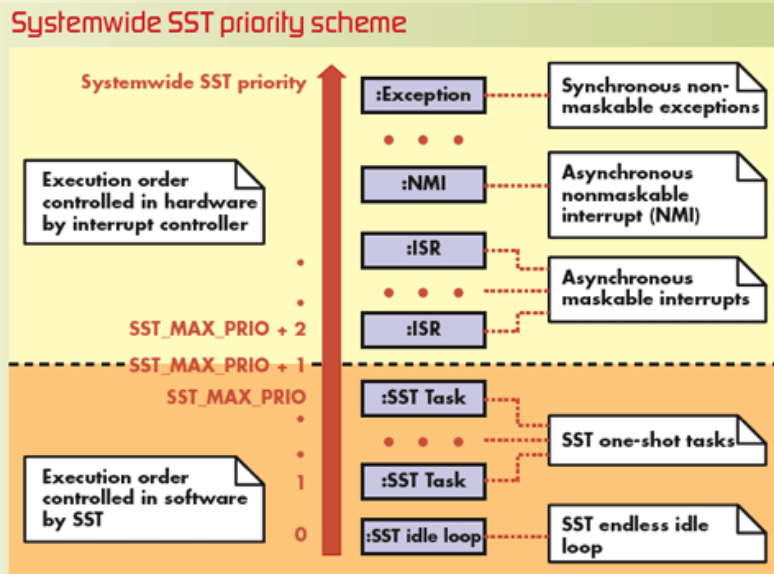 Systemwide SST priority scheme
Systemwide SST priority
:Exception
Synchronous non-
maskable exceptions
• • •
Execution order
controlled in hardware
by interrupt controller
:NMI
Asynchronous
nonmaskable
interrupt (NMI)
:ISR
• • •
Asynchronous
maskable interrupts
•
•
SST_MAX_PRIO + 2
:ISR
SST_MAX_PRIO + 1
SST_MAX_PRIO
:SST Task
•
• • •
SST one-shot tasks
•
1
:SST Task
Execution order
controlled in software
by SST
0
:SST idle loop
SST endless idle
loop